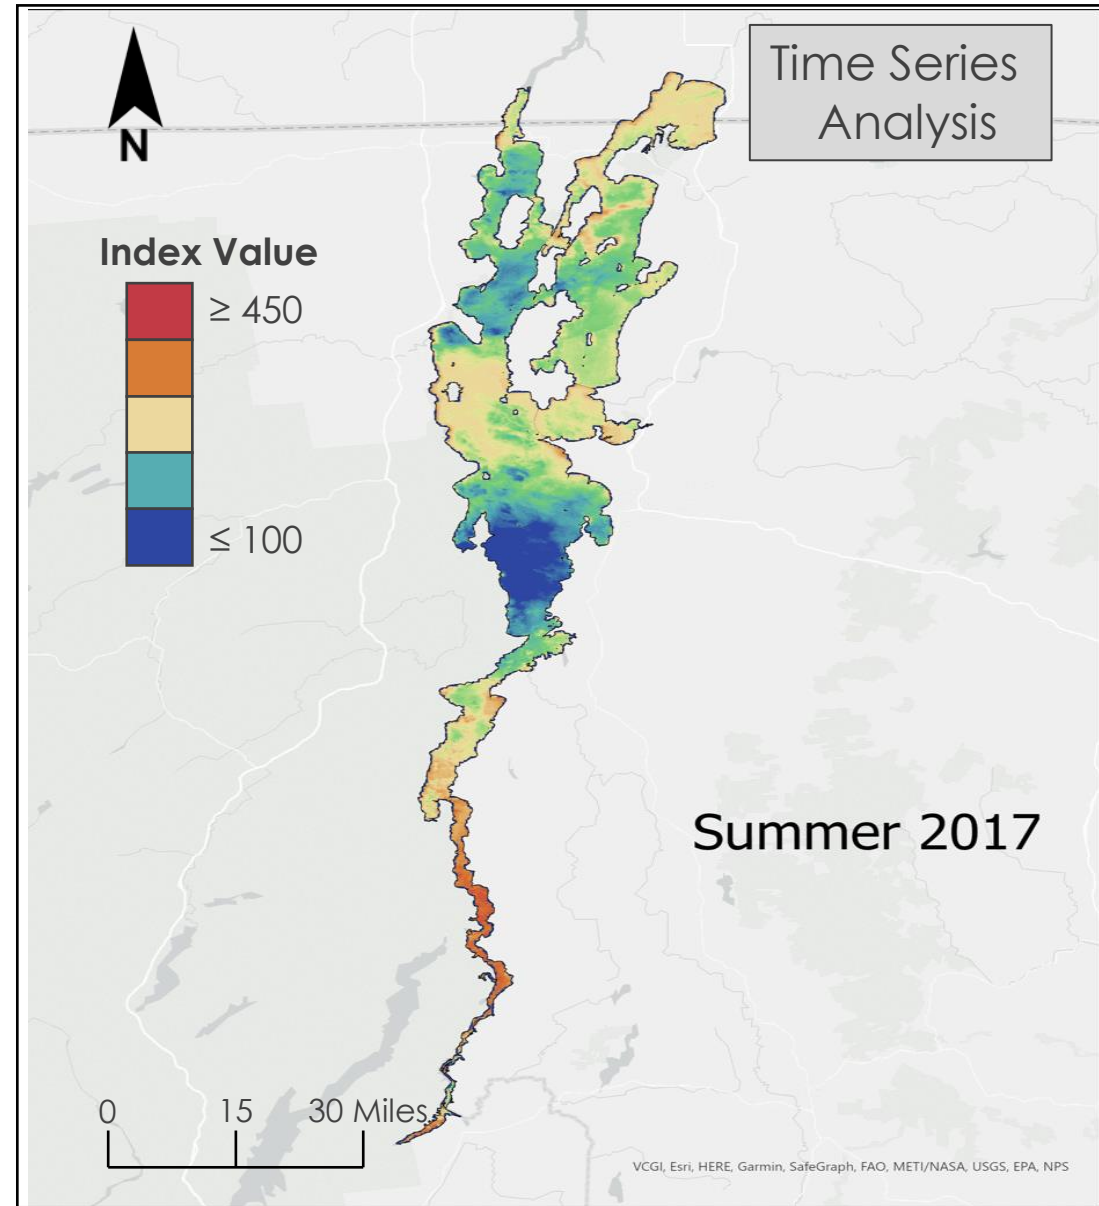 Time Series
Analysis
N
Index Value
≥ 450
≤ 100
Summer 2017
0 15 30 Miles
VCGI, Esri, HERE, Garmin, SafeGraph, FAO, METI/NASA, USGS, EPA, NPS